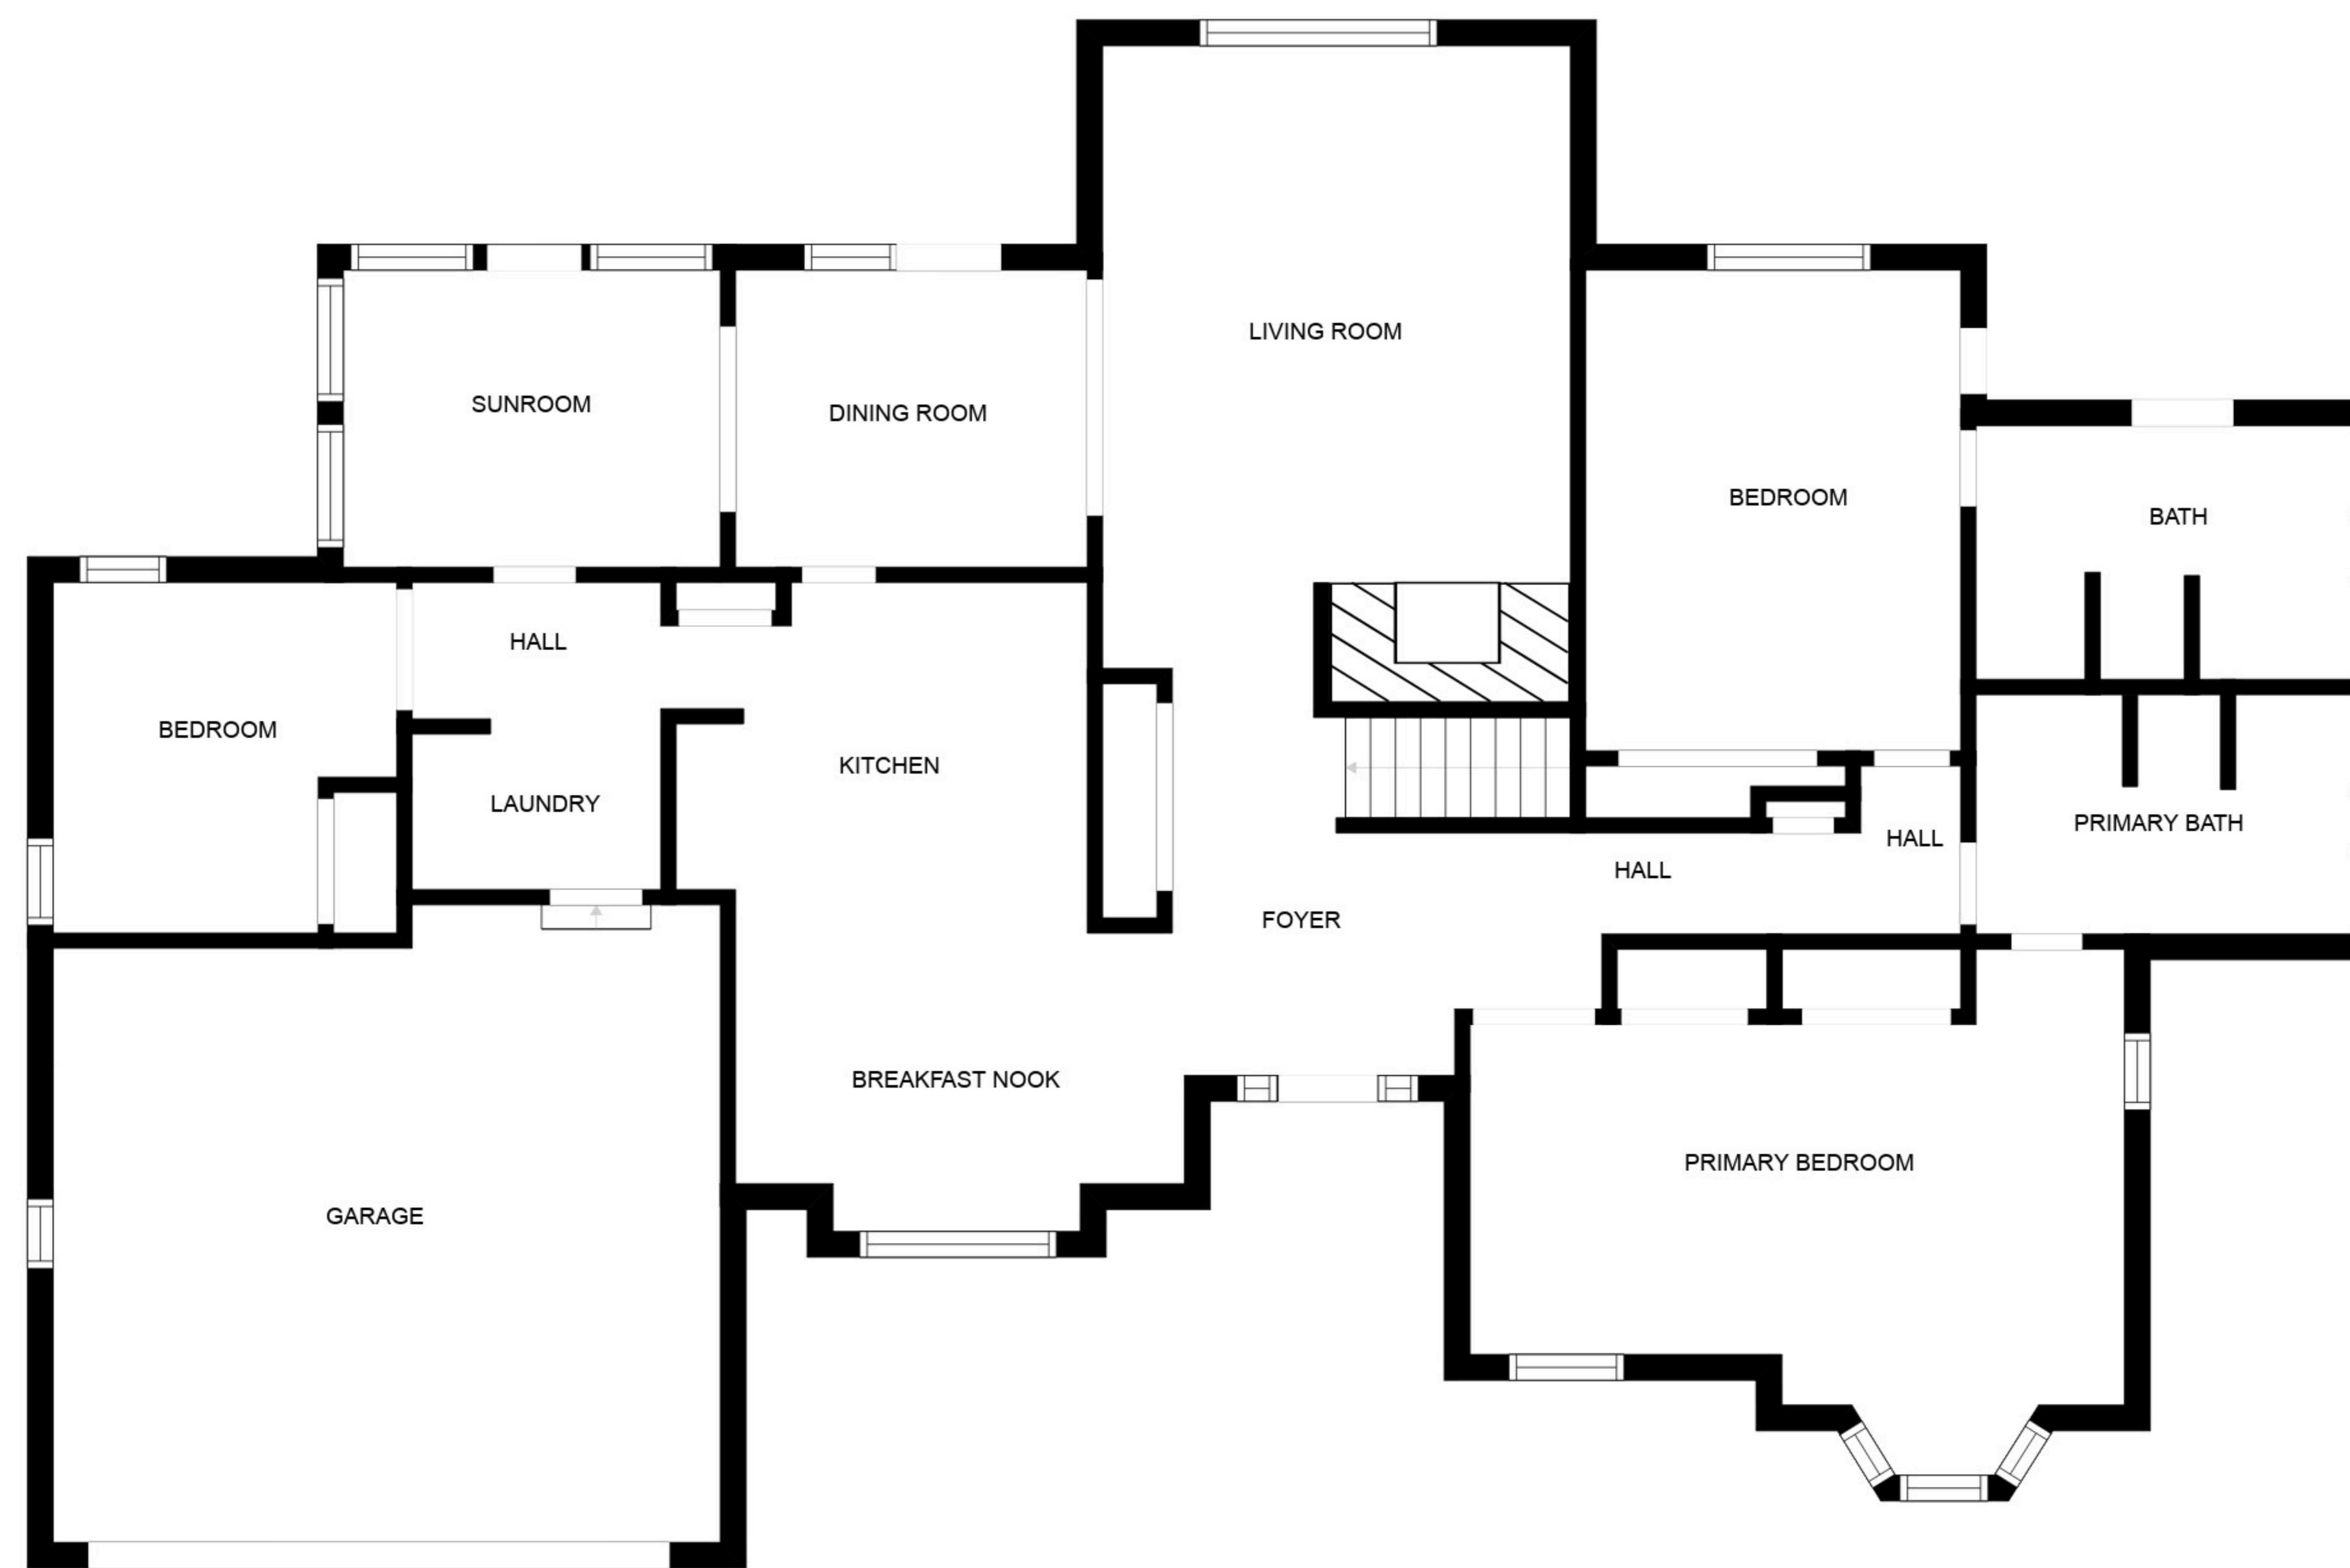 LIVING ROOM
SUNROOM
DINING ROOM
BEDROOM
BATH
HALL
BEDROOM
KITCHEN
LAUNDRY
PRIMARY BATH
HALL
HALL
FOYER
BREAKFAST NOOK
PRIMARY BEDROOM
GARAGE